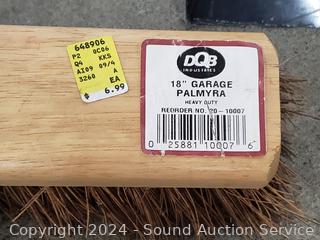 648906
P2 0C06
Q4 KKS
AI09 09/4
3260 A
EA
$ 6.99
DQB
INDUSTRIES
18" GARAGE
PALMYRA
HEAVY DUTY
REORDER NO. 20-10007
0 25881 10007 6
Copyright 2024 - Sound Auction Service